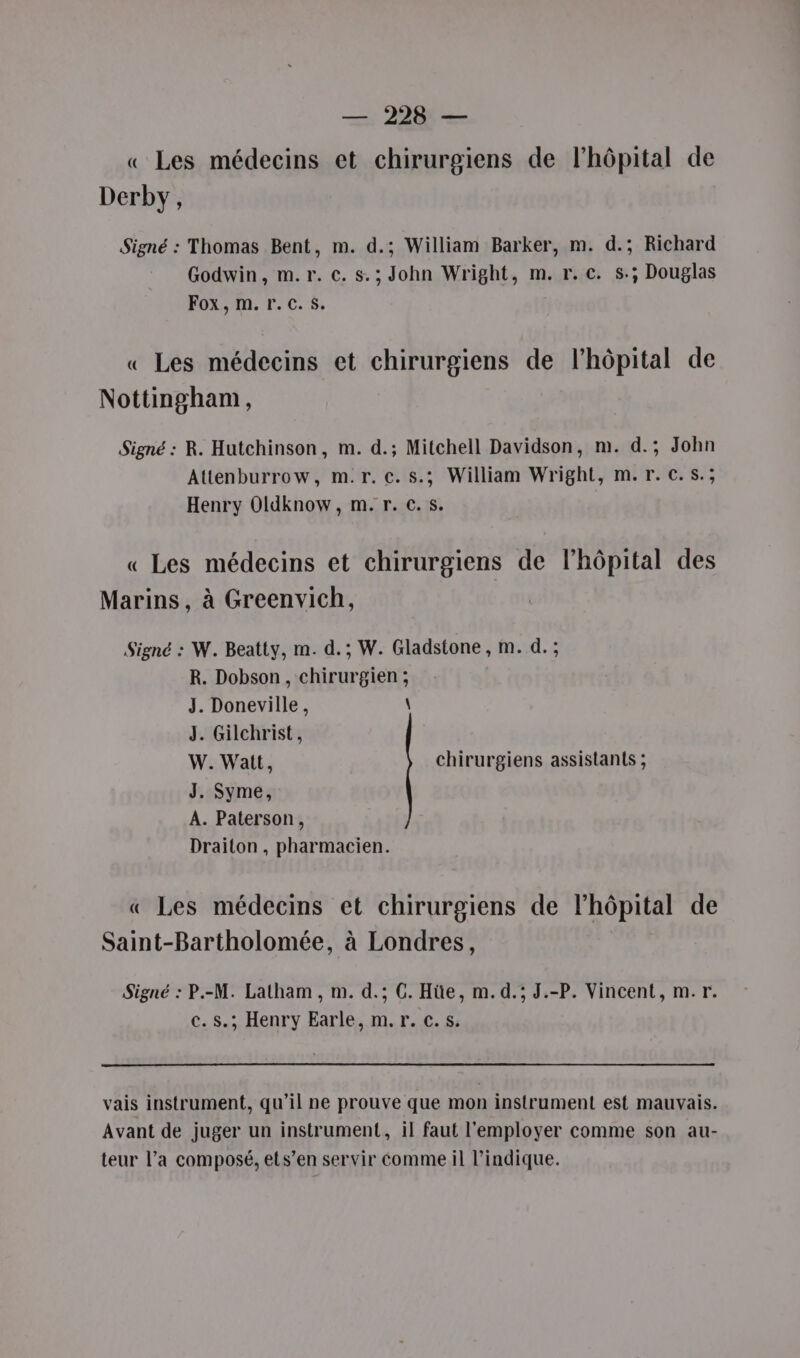 — 228 —
« Les médecins et chirurgiens de l'hôpital de
Derby,
Signé : Thomas Bent, m. d.; William Barker, m. d.; Richard
Godwin, m. r. c. s.; John Wright, m. r. c. s.; Douglas
Fox, m. r. c. s.
« Les médecins et chirurgiens de l'hôpital de
Nottingham,
Signé : R. Hutchinson, m. d.; Mitchell Davidson, m. d.; John
Attenburrow, m. r. c. s.; William Wright, m. r. c. s.;
Henry Oldknow, m. r. c. s.
« Les médecins et chirurgiens de l'hôpital des
Marins, à Greenvich,
Signé : W. Beatty, m. d.; W. Gladstone, m. d.;
R. Dobson, chirurgien;
J. Doneville,
J. Gilchrist,
W. Watt, chirurgiens assistants;
J. Syme,
A. Paterson,
Draiton, pharmacien.
« Les médecins et chirurgiens de l'hôpital de
Saint-Bartholomée, à Londres,
Signé : P.-M. Latham, m. d.; C. Hüe, m. d.; J.-P. Vincent, m. r.
c. s.; Henry Earle, m. r. c. s.
vais instrument, qu'il ne prouve que mon instrument est mauvais.
Avant de juger un instrument, il faut l'employer comme son au-
teur l'a composé, et s'en servir comme il l'indique.